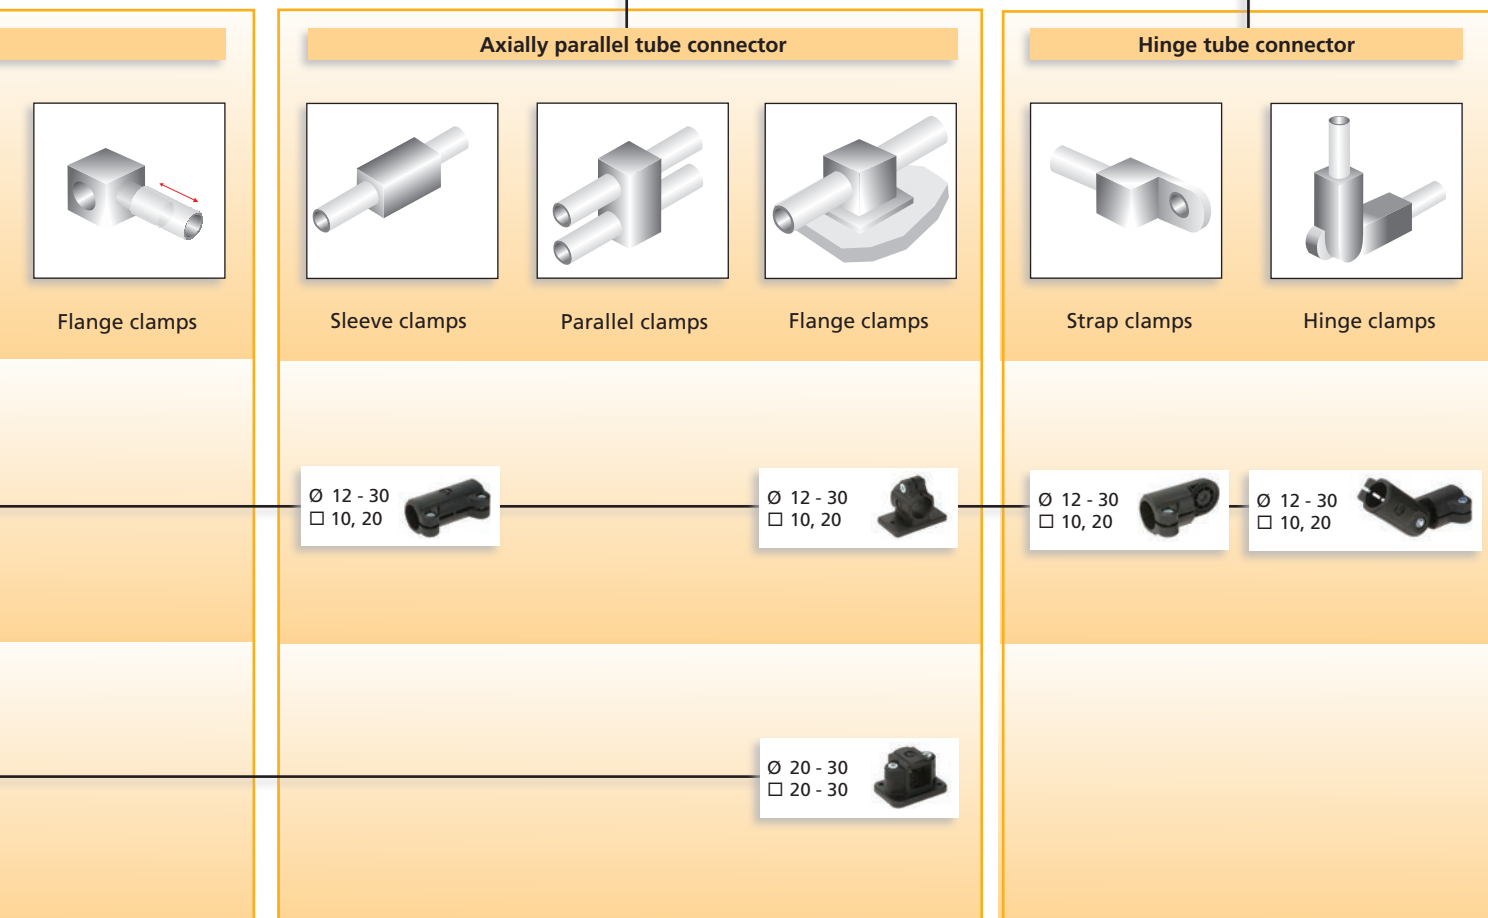 Axially parallel tube connector
Hinge tube connector
Flange clamps
Sleeve clamps
Parallel clamps
Flange clamps
Strap clamps
Hinge clamps
Ø 12 - 30
□ 10, 20
Ø 12 - 30
□ 10, 20
Ø 12 - 30
□ 10, 20
Ø 12 - 30
□ 10, 20
Ø 20 - 30
□ 20 - 30